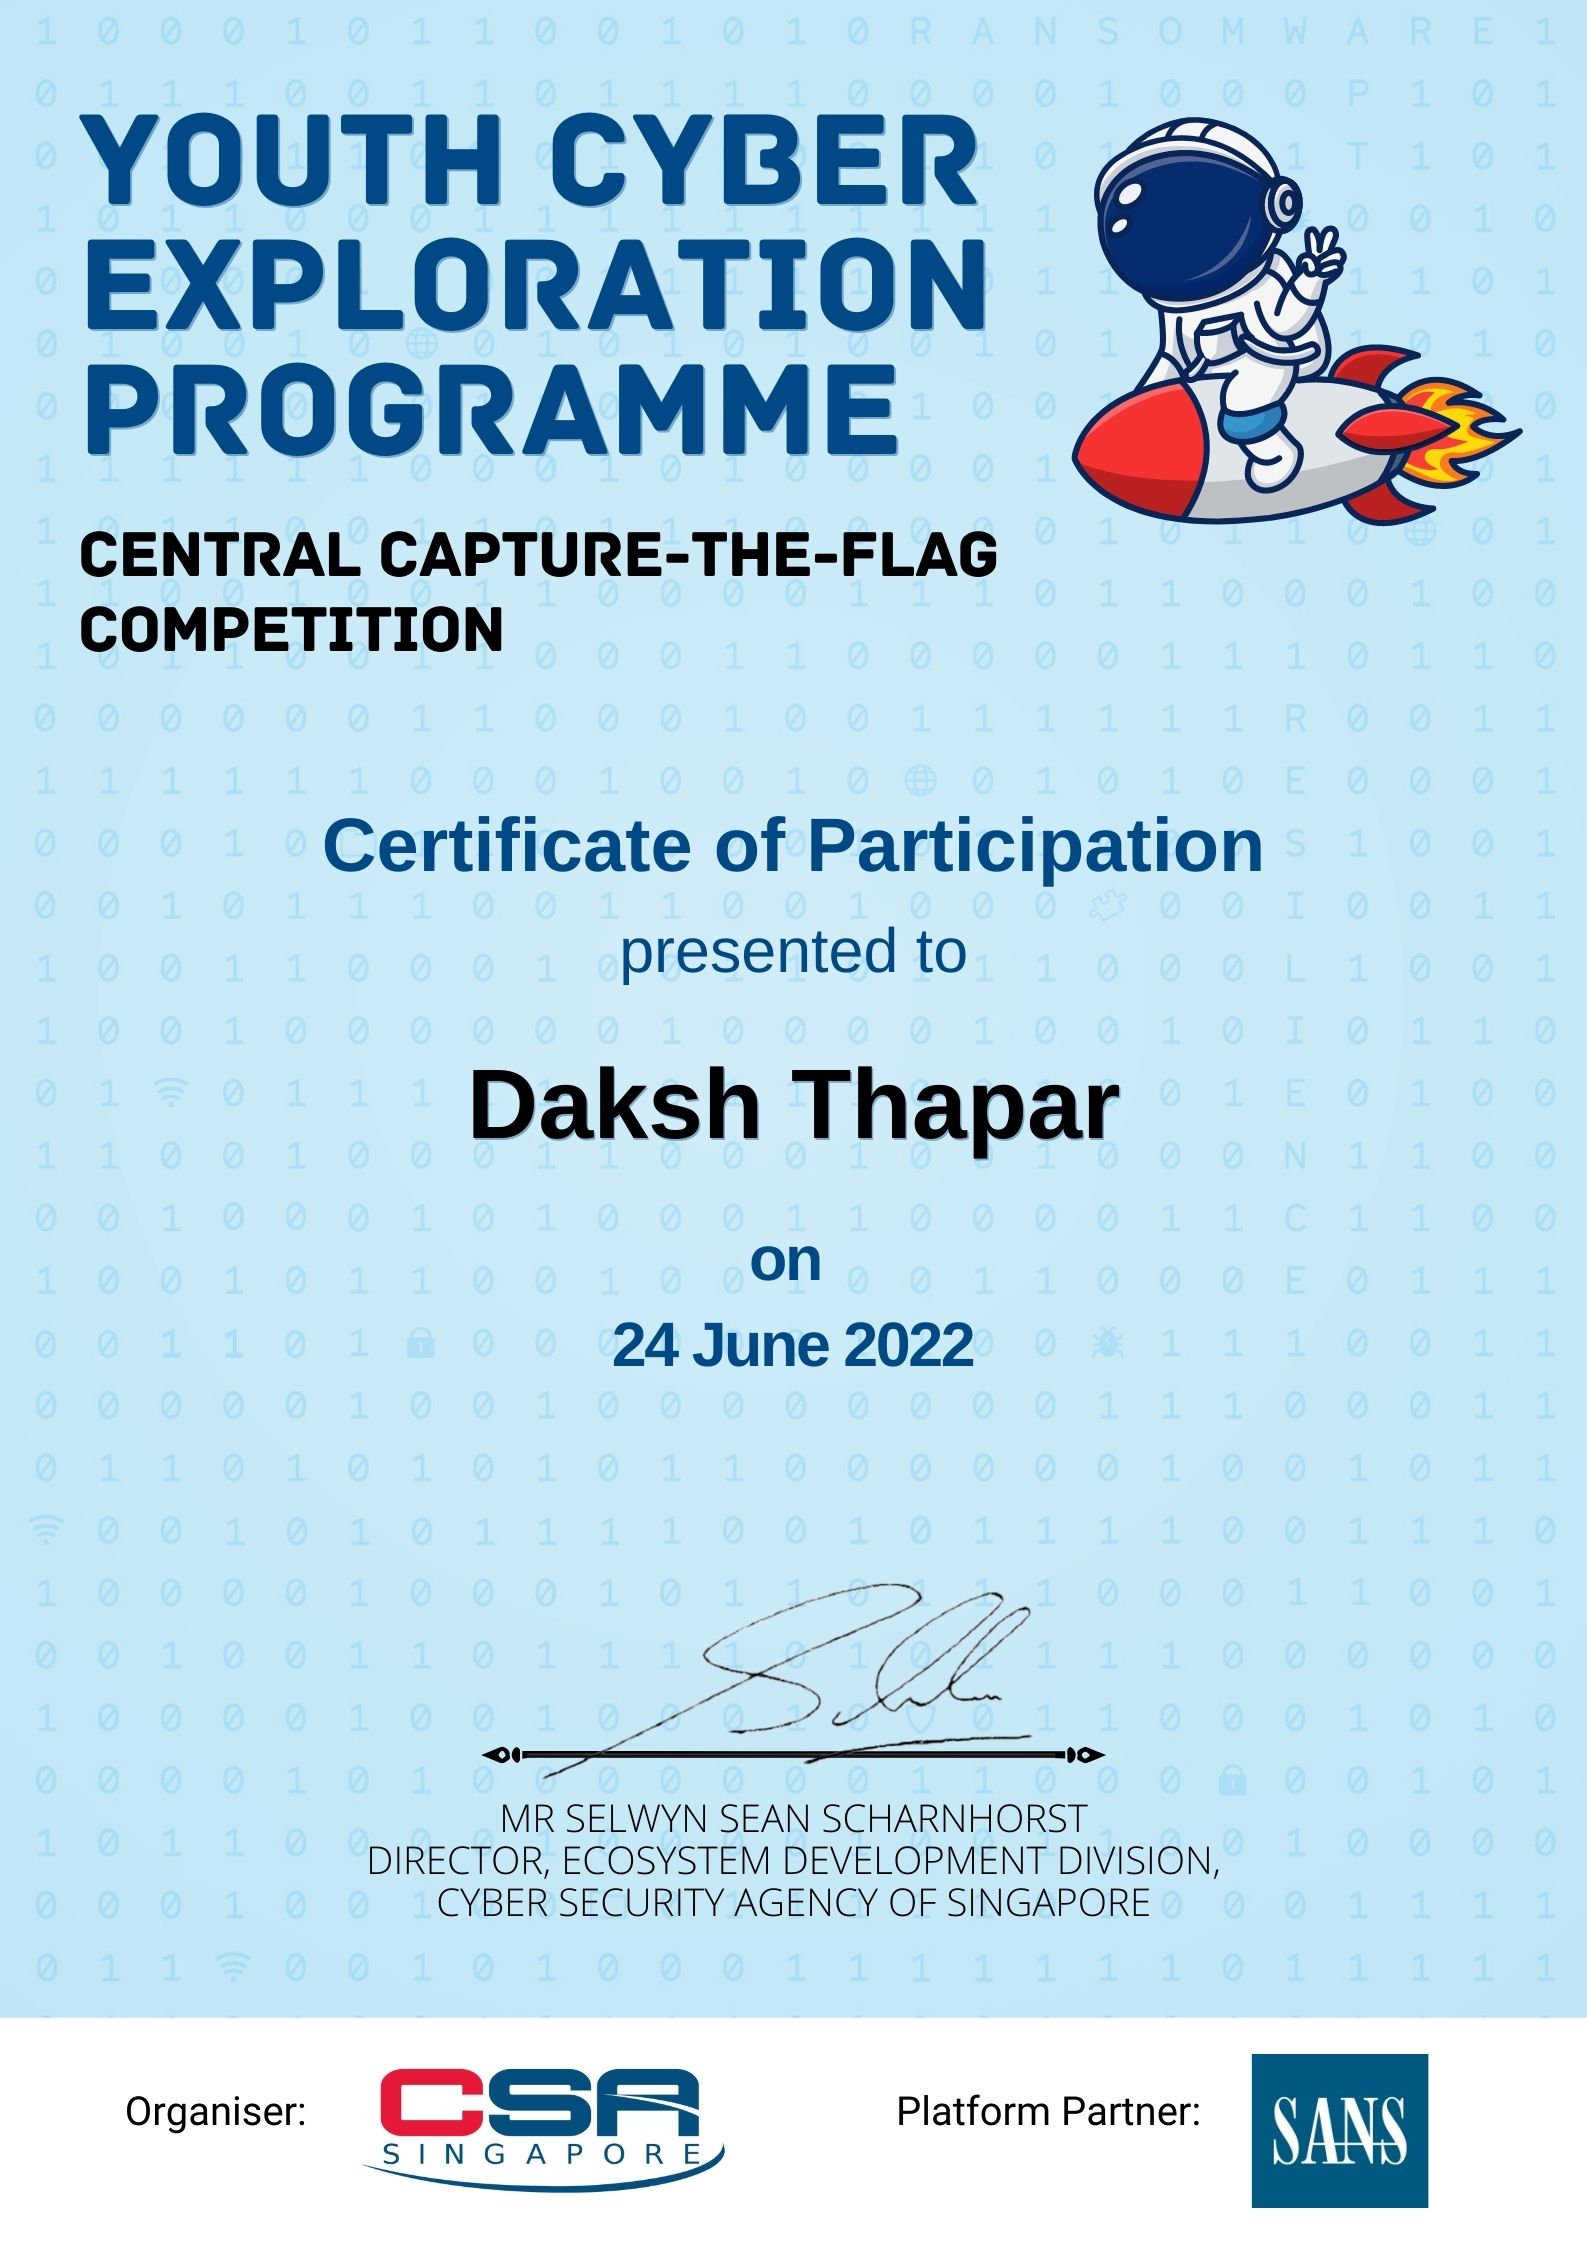 YOUTH CYBER
EXPLORATION
PROGRAMME
CENTRAL CAPTURE-THE-FLAG
COMPETITION
Certificate of Participation
presented to
Daksh Thapar
on
24 June 2022
MR SELWYN SEAN SCHARNHORST
DIRECTOR, ECOSYSTEM DEVELOPMENT DIVISION,
CYBER SECURITY AGENCY OF SINGAPORE
Organiser:
CSA
SINGAPORE
Platform Partner:
SANS